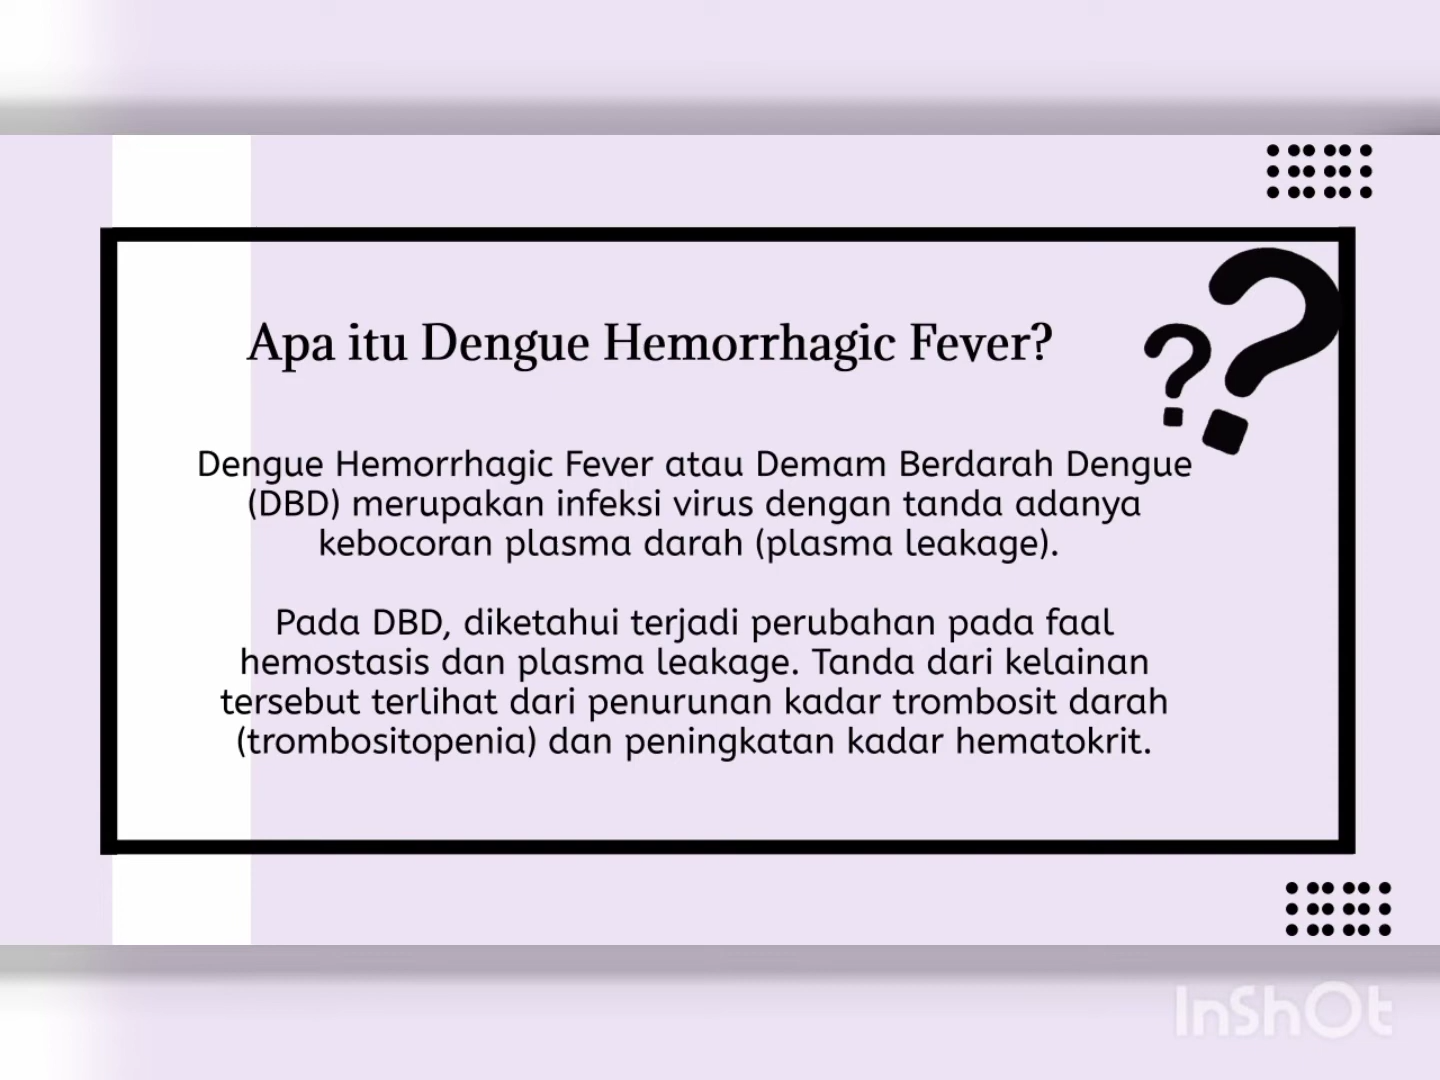 Apa itu Dengue Hemorrhagic Fever?
??
Dengue Hemorrhagic Fever atau Demam Berdarah Dengue
(DBD) merupakan infeksi virus dengan tanda adanya
kebocoran plasma darah (plasma leakage).
Pada DBD, diketahui terjadi perubahan pada faal
hemostasis dan plasma leakage. Tanda dari kelainan
tersebut terlihat dari penurunan kadar trombosit darah
(trombositopenia) dan peningkatan kadar hematokrit.
InShOt